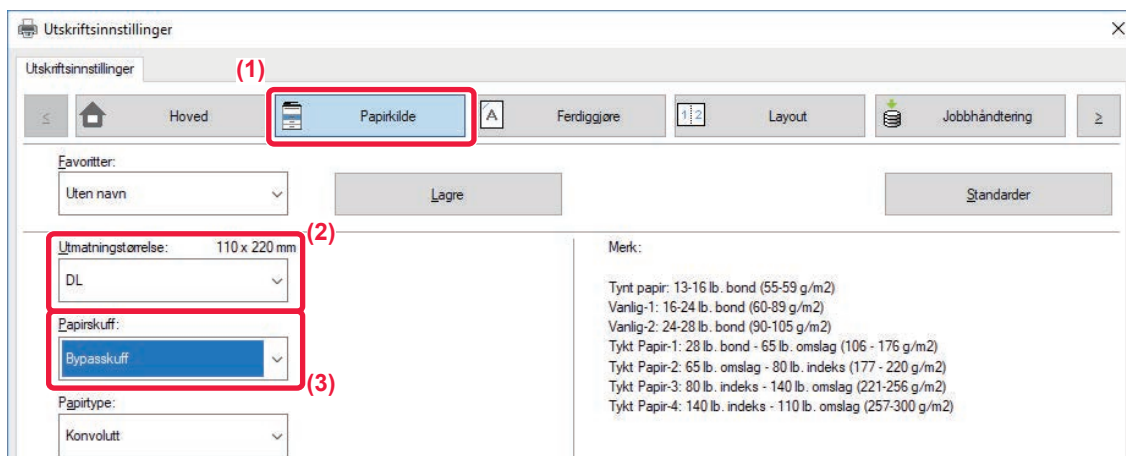 Utskriftsinnstillinger
Utskriftsinnstillinger
(1)
< Hoved Papirkilde A Ferdiggjøre 1 2 Layout Jobbhåndtering >
Favoritter:
Uten navn Lagre Standarder
(2)
Utmatningstørrelse: 110 x 220 mm
DL
Papirskuff:
Bypasskuff
(3)
Papirtype:
Konvolutt
Merk:
Tynt papir: 13-16 lb. bond (55-59 g/m2)
Vanlig-1: 16-24 lb. bond (60-89 g/m2)
Vanlig-2: 24-28 lb. bond (90-105 g/m2)
Tykt Papir-1: 28 lb. bond - 65 lb. omslag (106 - 176 g/m2)
Tykt Papir-2: 65 lb. omslag - 80 lb. indeks (177 - 220 g/m2)
Tykt Papir-3: 80 lb. indeks - 140 lb. omslag (221-256 g/m2)
Tykt Papir-4: 140 lb. indeks - 110 lb. omslag (257-300 g/m2)